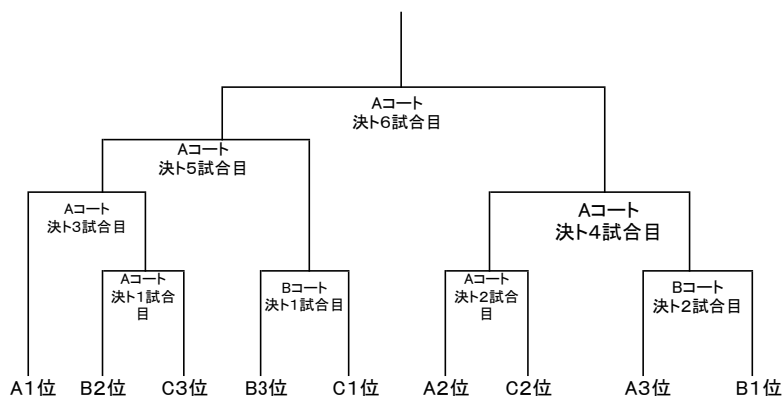 Aコート
決ト6試合目
Aコート
決ト5試合目
Aコート
決ト3試合目
Aコート
決ト4試合目
Aコート
決ト1試合
目
Bコート
決ト1試合目
Aコート
決ト2試合
目
Bコート
決ト2試合目
A1位 B2位 C3位 B3位 C1位 A2位 C2位 A3位 B1位